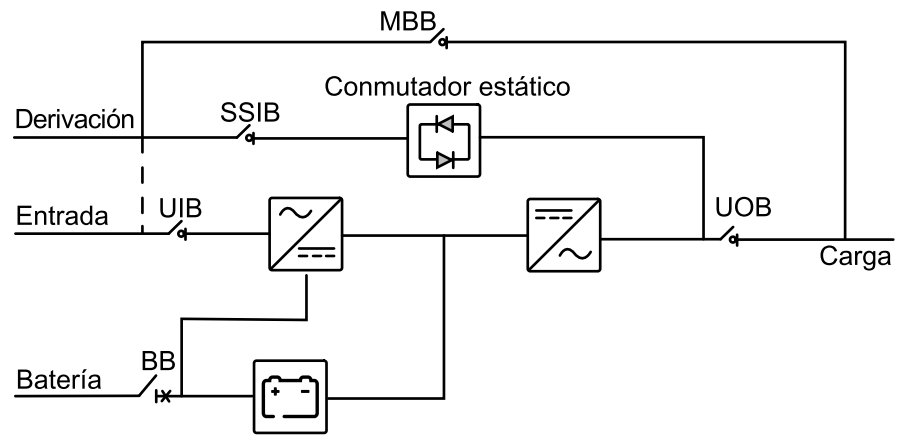 MBB
Conmutador estático
Derivación
SSIB
Entrada
UIB
UOB
Carga
Batería
BB